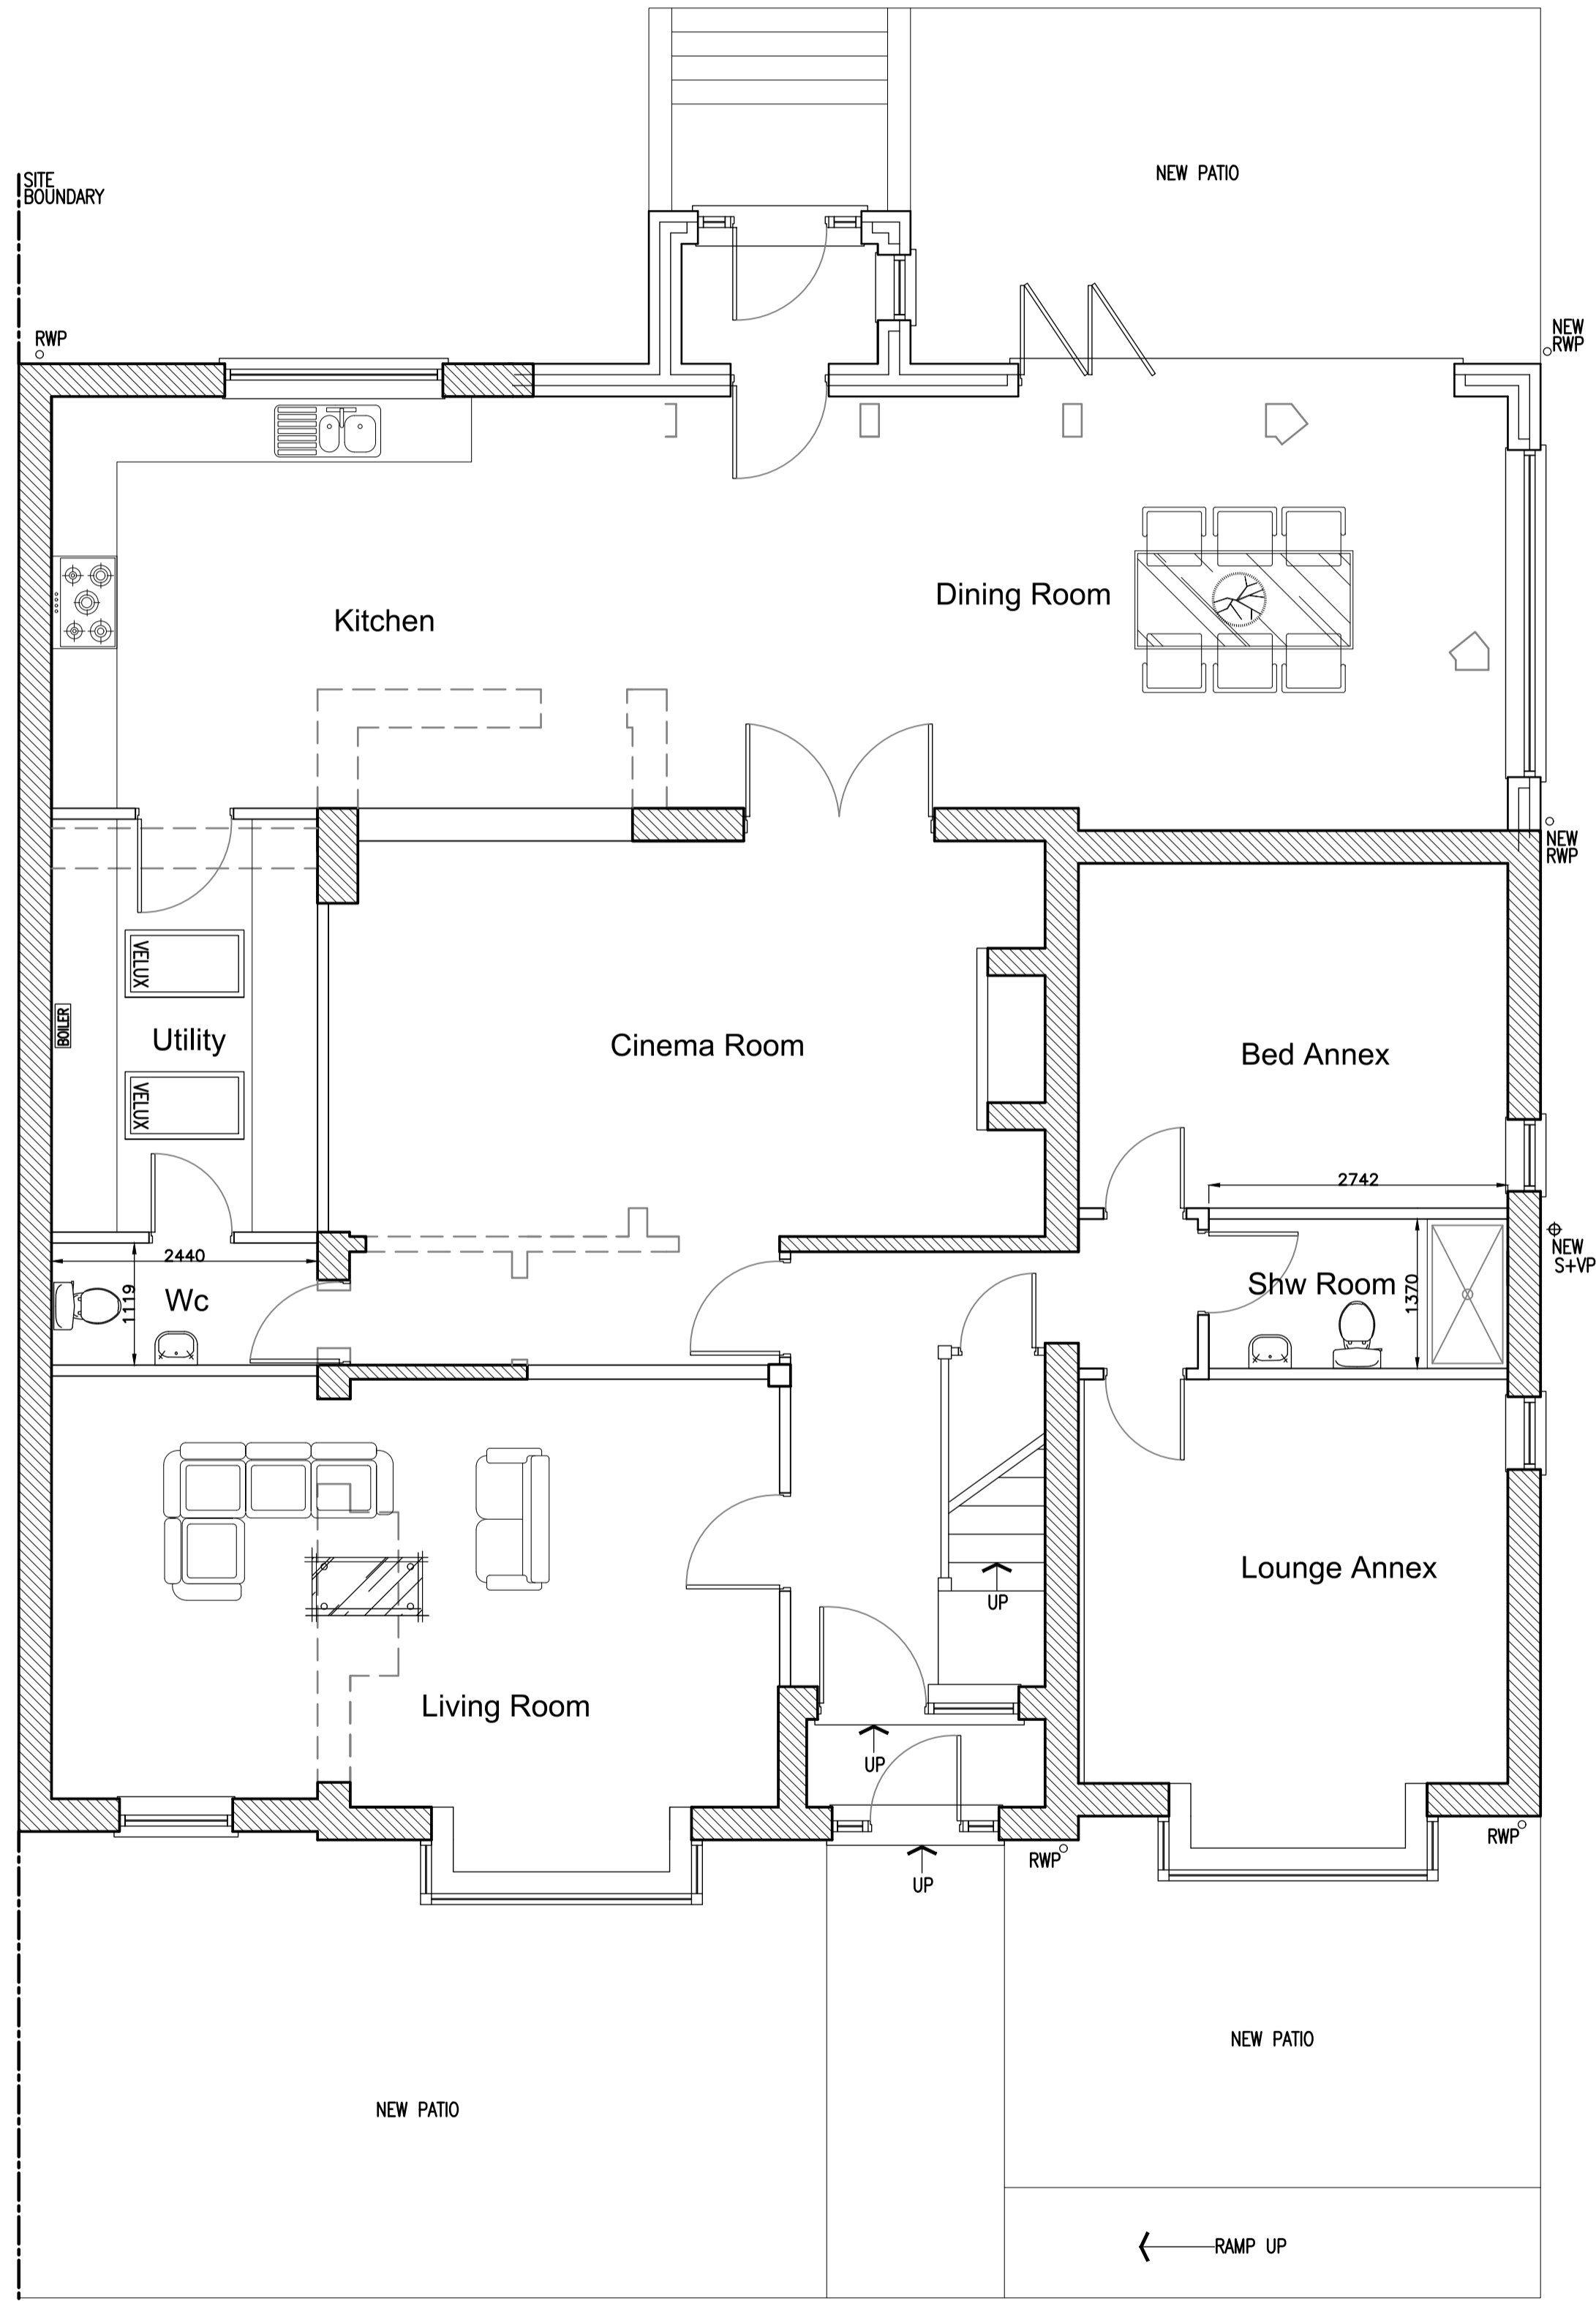 NEW PATIO
SITE
BOUNDARY
RWP
NEW
RWP
Dining Room
Kitchen
NEW
RWP
VELUX
BOILER
Utility
Cinema Room
Bed Annex
VELUX
2742
2440
1119
Wc
Shw Room
1370
NEW
S+VP
Lounge Annex
UP
Living Room
UP
RWP
RWP
UP
NEW PATIO
NEW PATIO
RAMP UP